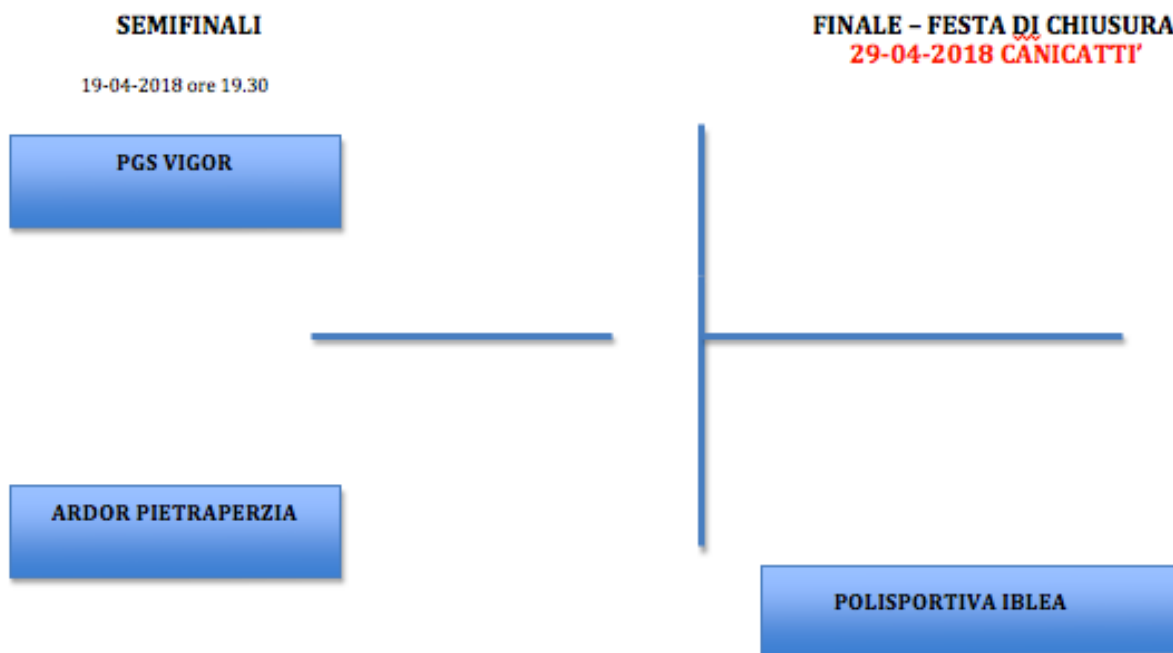 SEMIFINALI
19-04-2018 ore 19.30
FINALE – FESTA DI CHIUSURA
29-04-2018 CANICATTI'
PGS VIGOR
ARDOR PIETRAPERZIA
POLISPORTIVA IBLEA